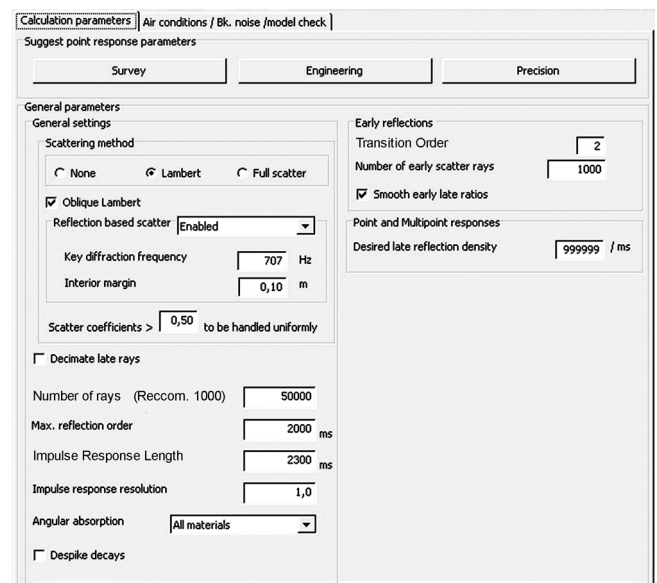 Calculation parameters
Air conditions / Bk. noise /model check
Suggest point response parameters
Survey
Engineering
Precision
General parameters
General settings
Scattering method
None
Lambert
Full scatter
Oblique Lambert
Reflection based scatter Enabled
Key diffraction frequency 707 Hz
Interior margin 0,10 m
Scatter coefficients > 0,50 to be handled uniformly
Decimate late rays
Number of rays (Reccom. 1000) 50000
Max. reflection order 2000 ms
Impulse Response Length 2300 ms
Impulse response resolution 1,0
Angular absorption All materials
Despike decays
Early reflections
Transition Order 2
Number of early scatter rays 1000
Smooth early late ratios
Point and Multipoint responses
Desired late reflection density 999999 / ms